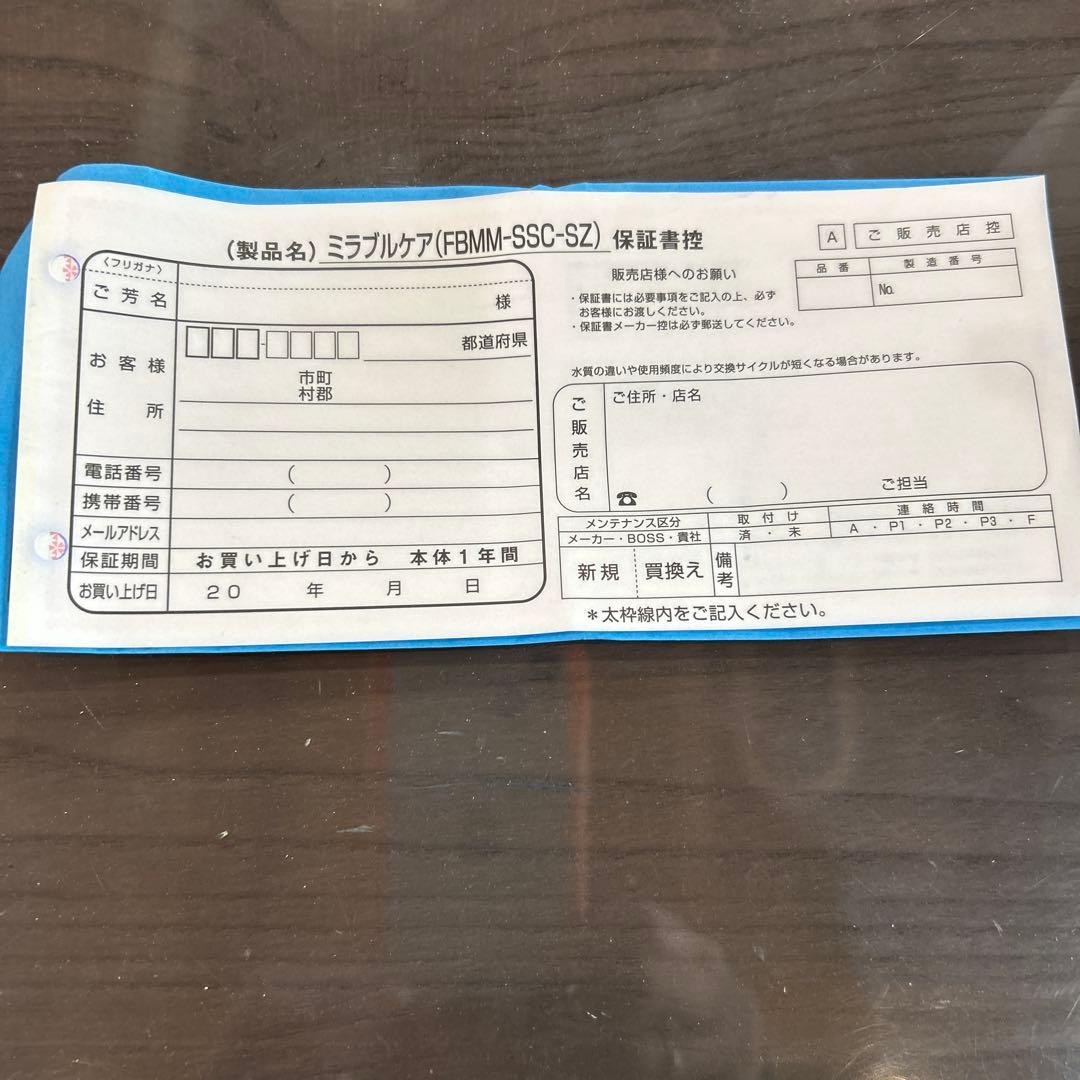 (製品名) ミラブルケア(FBMM-SSC-SZ) 保証書控
A ご販売店控
〈フリガナ〉
ご芳名 様
お客様
住所
- 都道府県
市町
村郡
電話番号 ( )
携帯番号 ( )
メールアドレス
保証期間 お買い上げ日から 本体1年間
お買い上げ日 20 年 月 日
販売店様へのお願い
・保証書には必要事項をご記入の上、必ず
お客様にお渡しください。
・保証書メーカー控は必ず郵送してください。
品番 製造番号
No.
水質の違いや使用頻度により交換サイクルが短くなる場合があります。
ご販売店名
ご住所・店名
☎ ( ) ご担当
メンテナンス区分 取付け 連絡時間
メーカー・BOSS・貴社 済・未 A・P1・P2・P3・F
新規 買換え 備考
＊太枠線内をご記入ください。